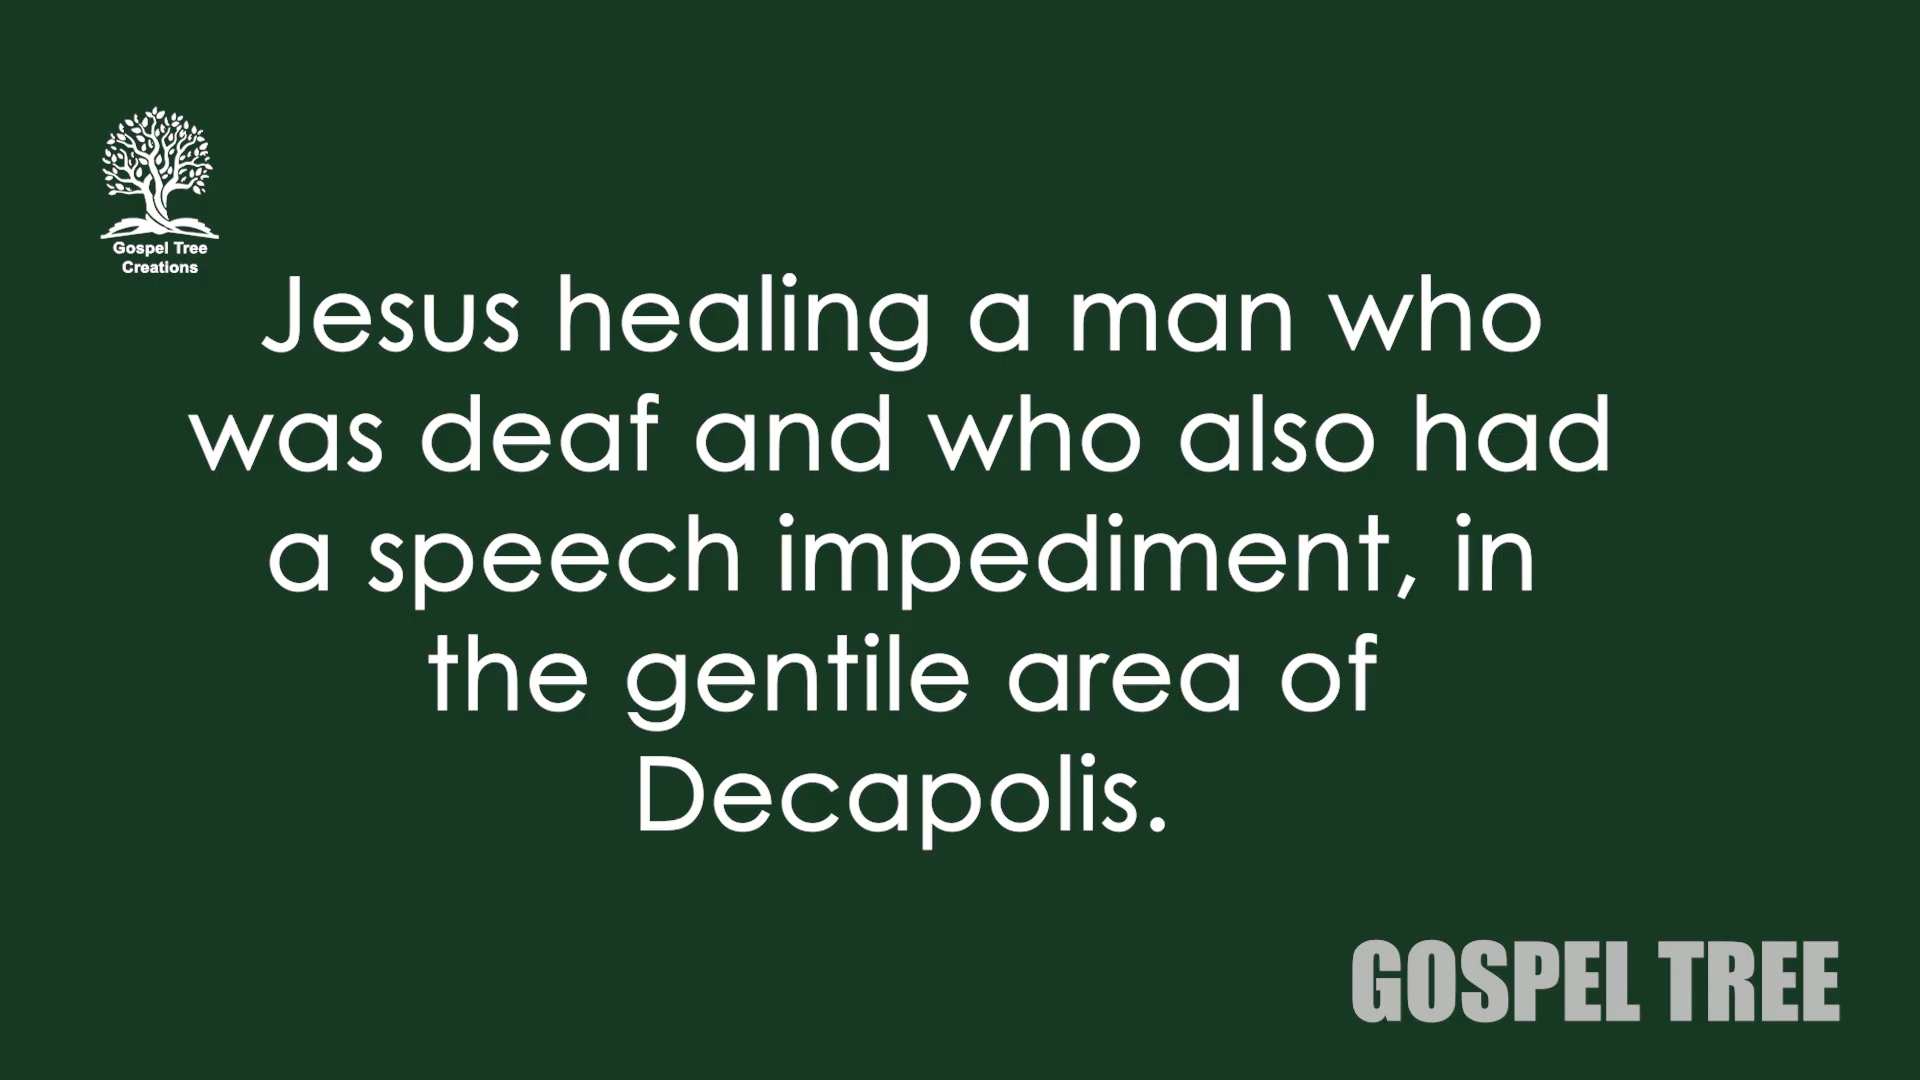 Gospel Tree
Creations
Jesus healing a man who
was deaf and who also had
a speech impediment, in
the gentile area of
Decapolis.
GOSPEL TREE